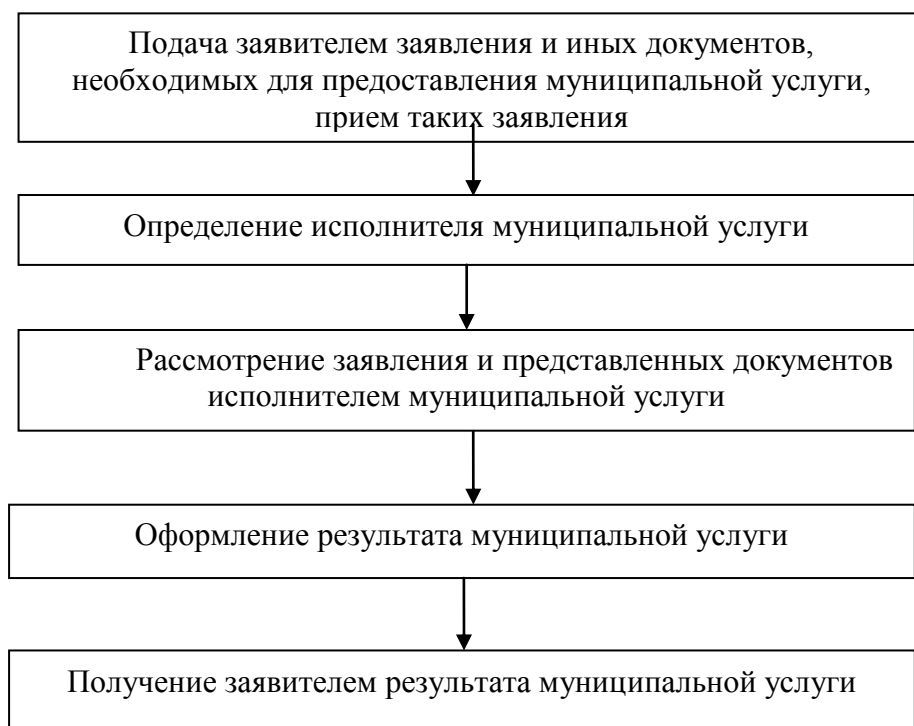 Подача заявителем заявления и иных документов,
необходимых для предоставления муниципальной услуги,
прием таких заявления
Определение исполнителя муниципальной услуги
Рассмотрение заявления и представленных документов
исполнителем муниципальной услуги
Оформление результата муниципальной услуги
Получение заявителем результата муниципальной услуги